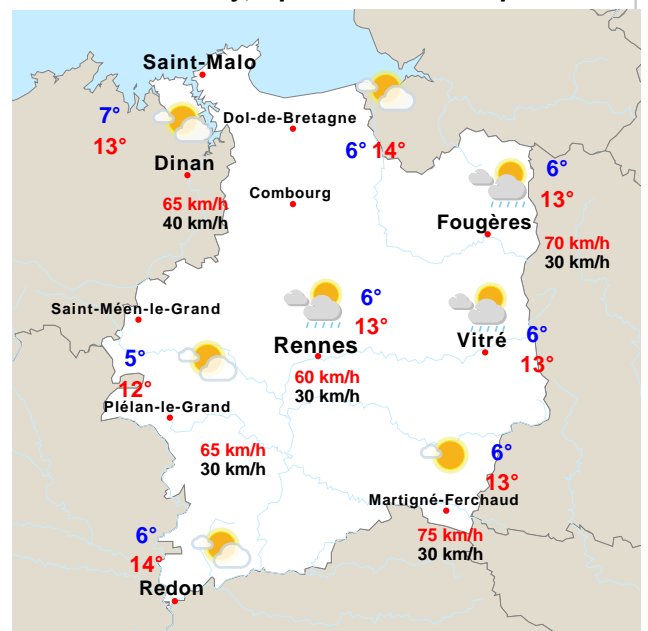 Saint-Malo
7°
13°
Dol-de-Bretagne
6° 14°
Dinan
6°
13°
Combourg
65 km/h
40 km/h
Fougères
70 km/h
30 km/h
Saint-Méen-le-Grand
6°
13°
Rennes
Vitré
6°
13°
5°
12°
60 km/h
30 km/h
Plélan-le-Grand
65 km/h
30 km/h
6°
13°
Martigné-Ferchaud
75 km/h
30 km/h
6°
14°
Redon